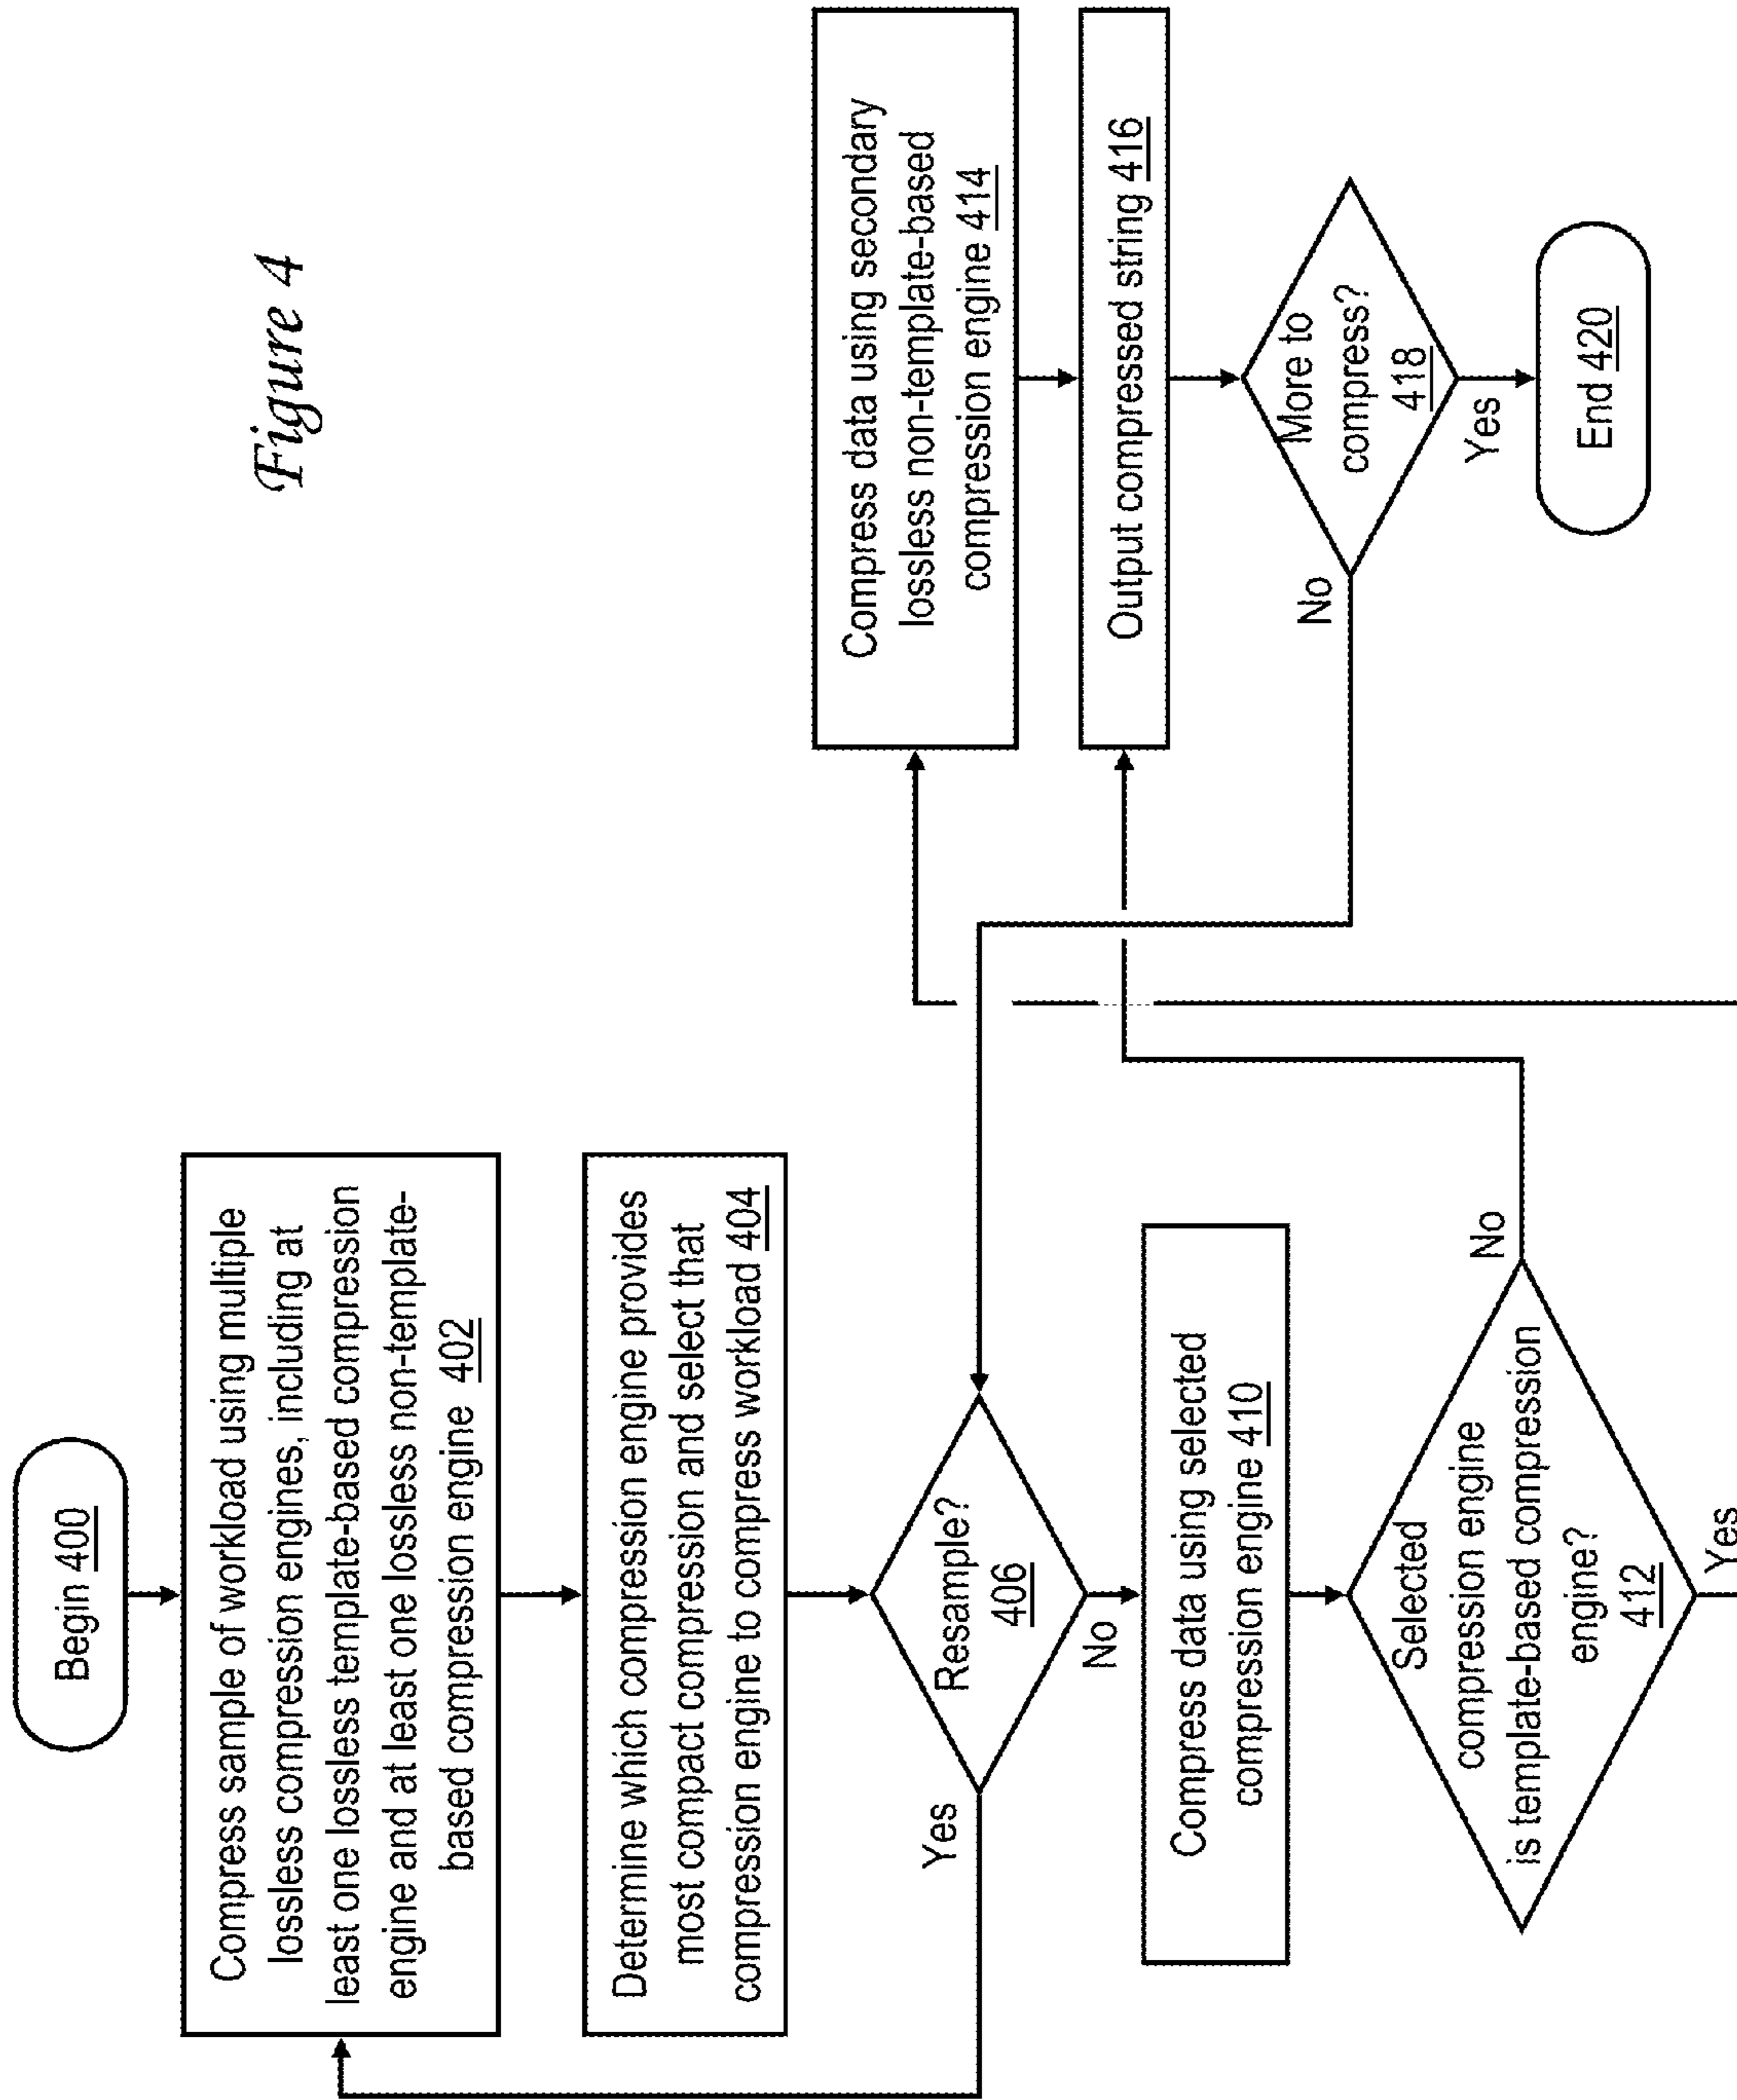 Figure 4
Begin 400
Compress sample of workload using multiple
lossless compression engines, including at
least one lossless template-based compression
engine and at least one lossless non-template-
based compression engine 402
Determine which compression engine provides
most compact compression and select that
compression engine to compress workload 404
Resample?
406
Yes
No
Compress data using selected
compression engine 410
Selected
compression engine
is template-based compression
engine?
412
No
Yes
Compress data using secondary
lossless non-template-based
compression engine 414
Output compressed string 416
More to
compress?
418
No
Yes
End 420